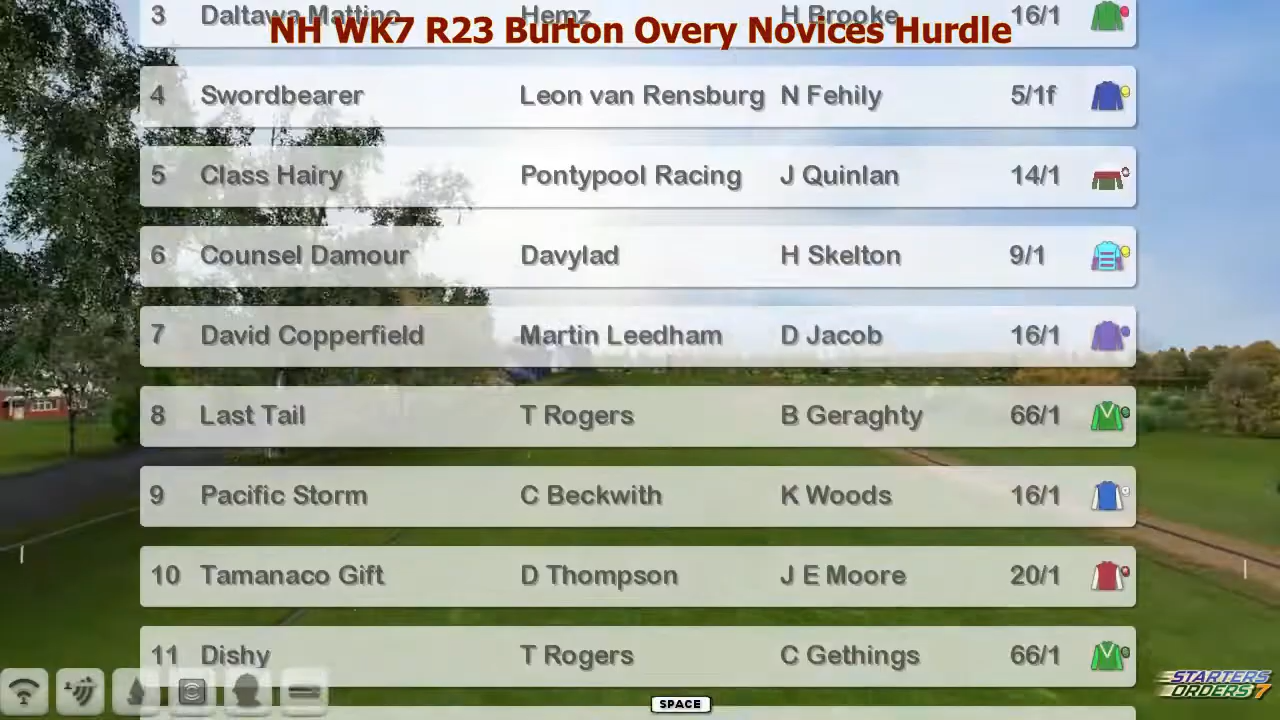 3 Daltawa Mattino Hemz H Brooke 16/1
NH WK7 R23 Burton Overy Novices Hurdle
4 Swordbearer Leon van Rensburg N Fehily 5/1f
5 Class Hairy Pontypool Racing J Quinlan 14/1
6 Counsel Damour Davylad H Skelton 9/1
7 David Copperfield Martin Leedham D Jacob 16/1
8 Last Tail T Rogers B Geraghty 66/1
9 Pacific Storm C Beckwith K Woods 16/1
10 Tamanaco Gift D Thompson J E Moore 20/1
11 Dishy T Rogers C Gethings 66/1
STARTERS
ORDERS 7
SPACE